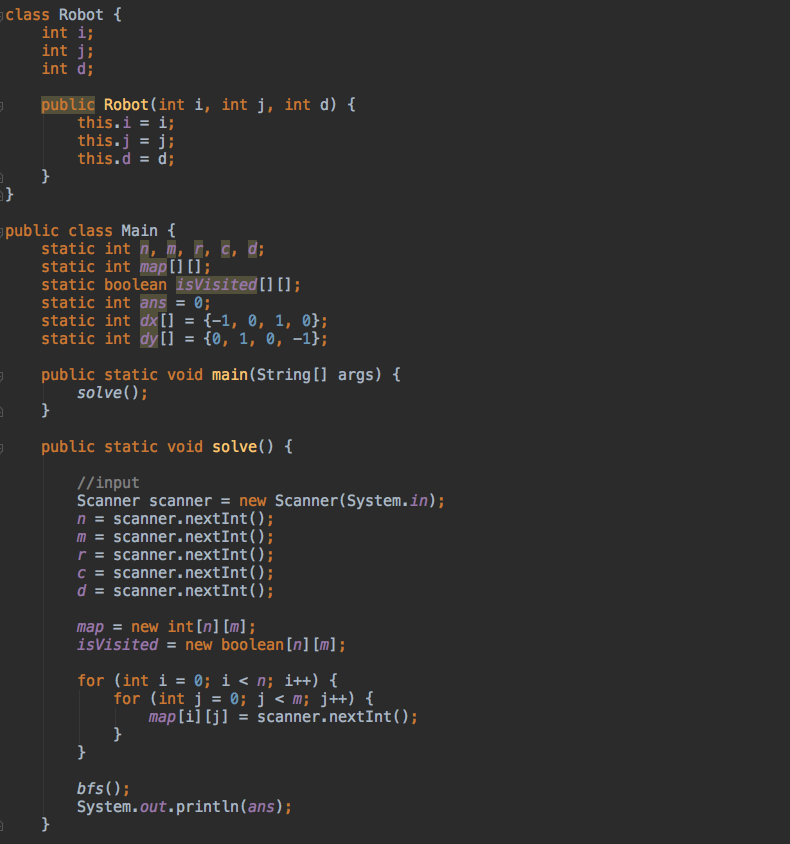 class Robot {
    int i;
    int j;
    int d;

    public Robot(int i, int j, int d) {
        this.i = i;
        this.j = j;
        this.d = d;
    }
}

public class Main {
    static int n, m, r, c, d;
    static int map[][];
    static boolean isVisited[][];
    static int ans = 0;
    static int dx[] = {-1, 0, 1, 0};
    static int dy[] = {0, 1, 0, -1};

    public static void main(String[] args) {
        solve();
    }

    public static void solve() {

        //input
        Scanner scanner = new Scanner(System.in);
        n = scanner.nextInt();
        m = scanner.nextInt();
        r = scanner.nextInt();
        c = scanner.nextInt();
        d = scanner.nextInt();

        map = new int[n][m];
        isVisited = new boolean[n][m];

        for (int i = 0; i < n; i++) {
            for (int j = 0; j < m; j++) {
                map[i][j] = scanner.nextInt();
            }
        }

        bfs();
        System.out.println(ans);
    }